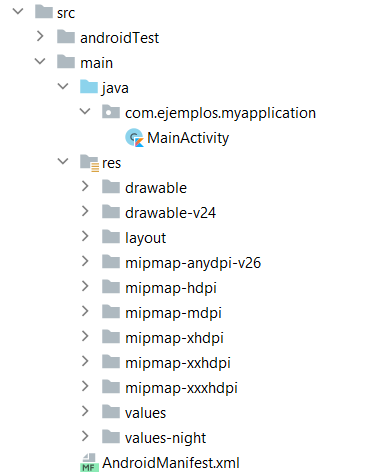 src
androidTest
main
java
com.ejemplos.myapplication
MainActivity
res
drawable
drawable-v24
layout
mipmap-anydpi-v26
mipmap-hdpi
mipmap-mdpi
mipmap-xhdpi
mipmap-xxhdpi
mipmap-xxxhdpi
values
values-night
MF AndroidManifest.xml